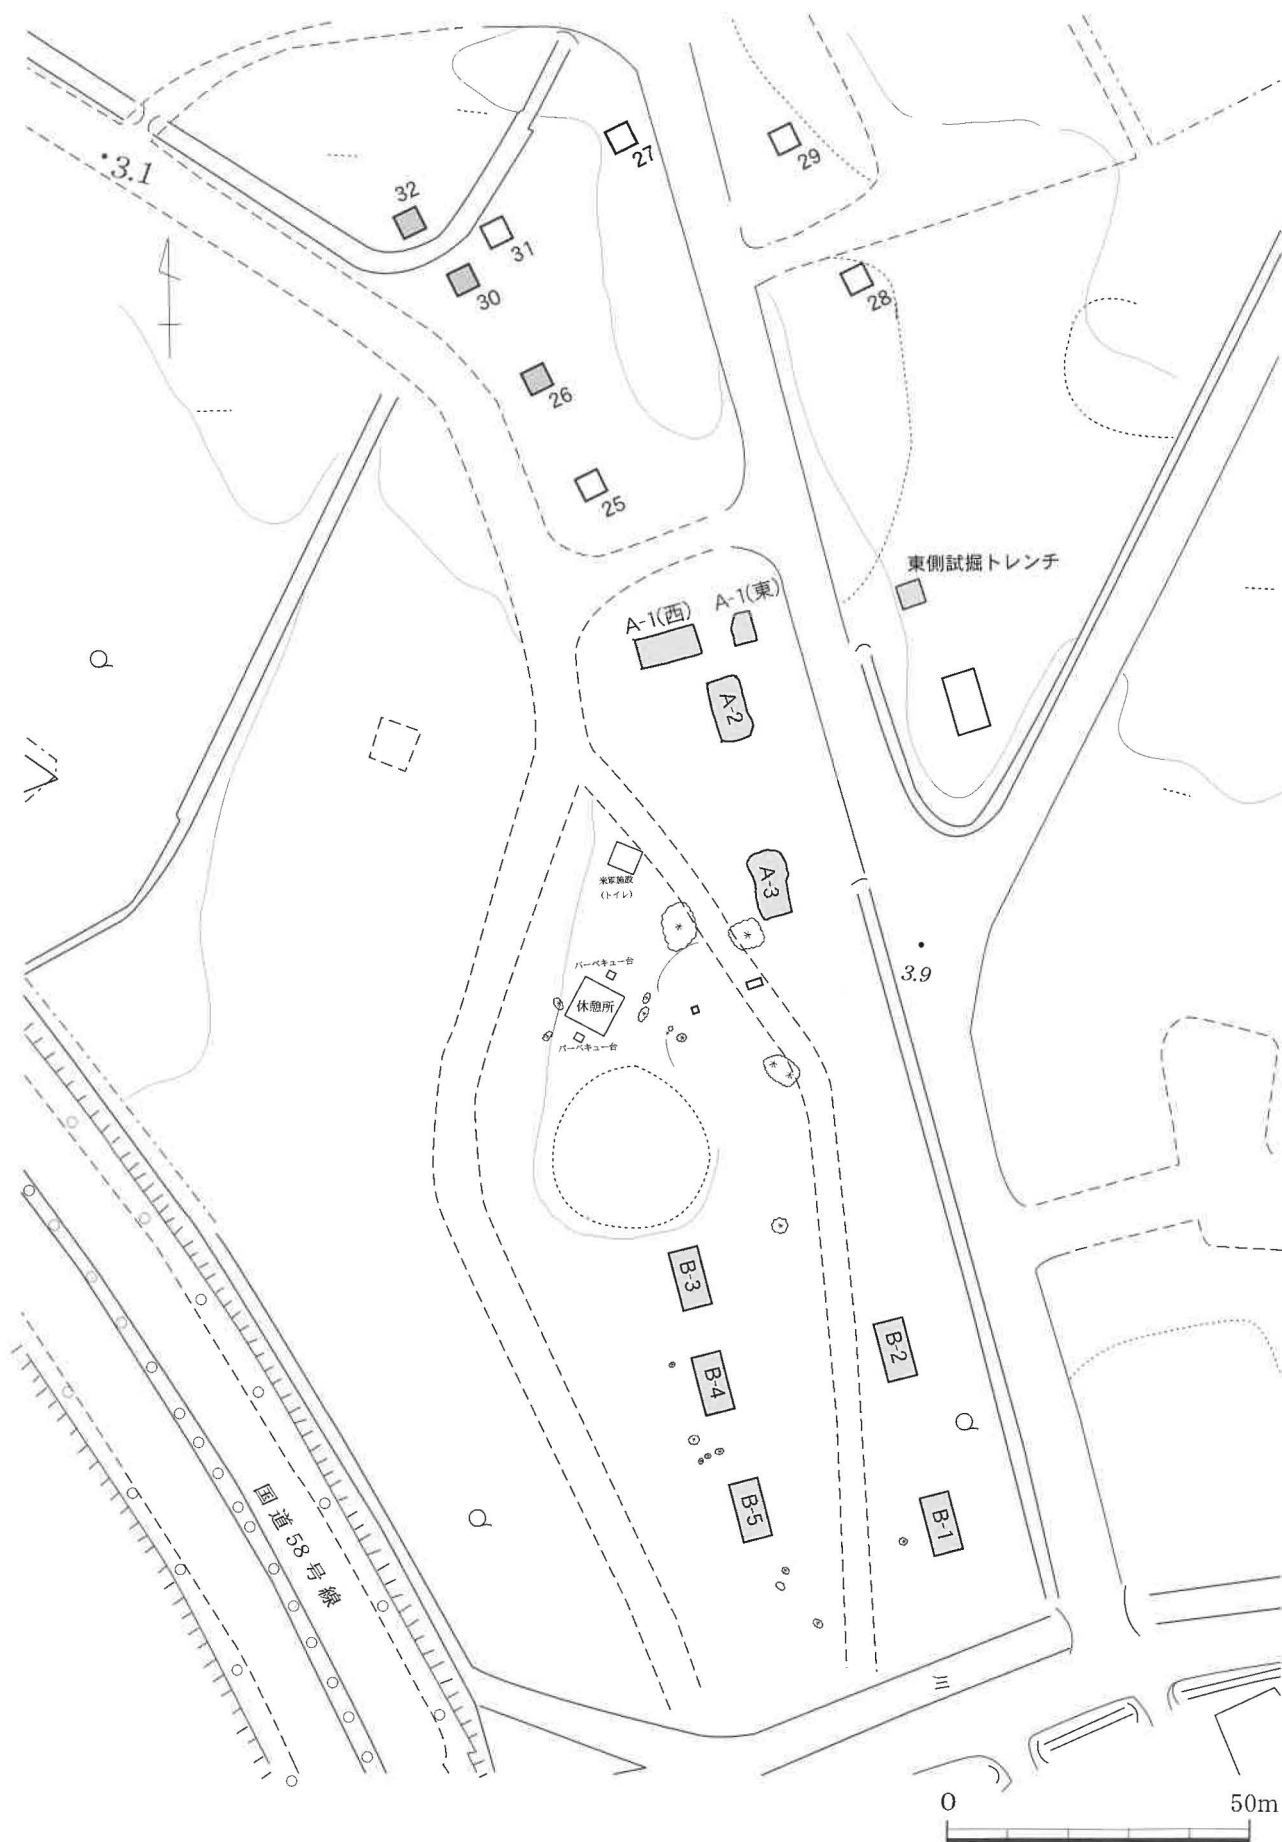 3.1
32
27
29
31
30
28
26
25
東側試掘トレンチ
A-1(西)
A-1(東)
A-2
米軍施設
(トイレ)
A-3
3.9
バーベキュー台
休憩所
バーベキュー台
B-3
B-2
B-4
B-5
B-1
国道58号線
三
0
50m